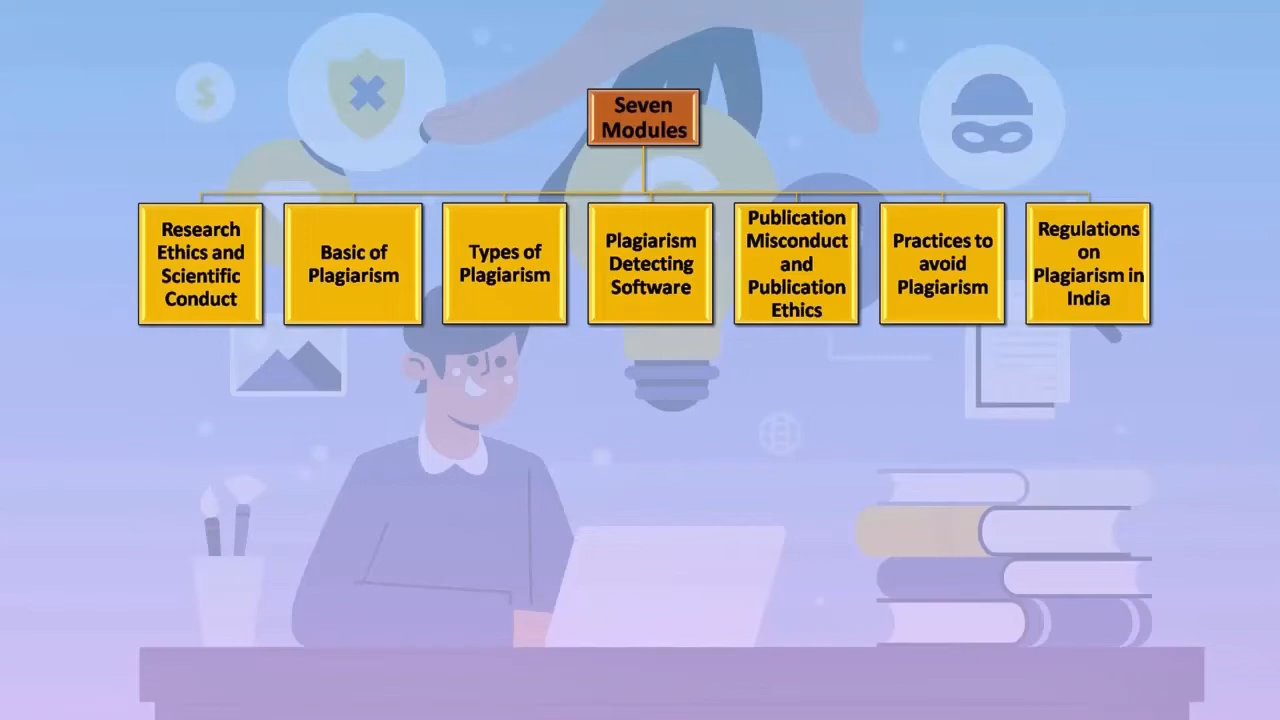 Seven
Modules
Research
Ethics and
Scientific
Conduct
Basic of
Plagiarism
Types of
Plagiarism
Plagiarism
Detecting
Software
Publication
Misconduct
and
Publication
Ethics
Practices to
avoid
Plagiarism
Regulations
on
Plagiarism in
India
$